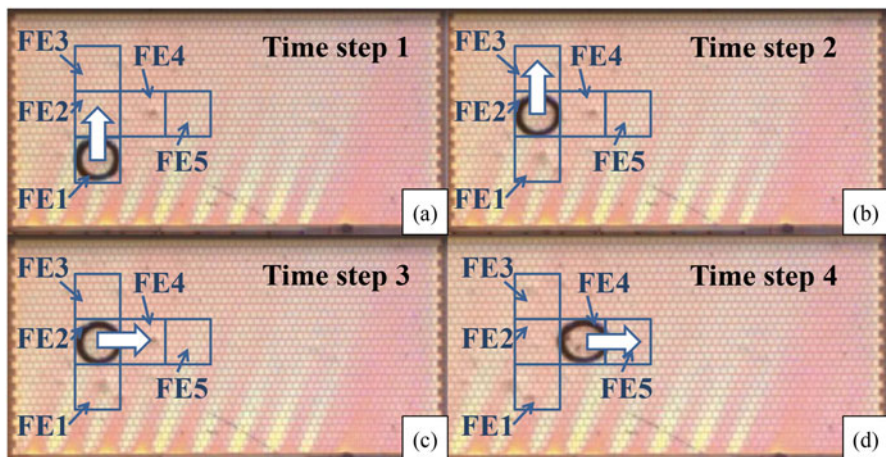 FE3
FE4
Time step 1
FE2
FE5
FE1
(a)
FE3
FE4
Time step 2
FE2
FE5
FE1
(b)
FE3
FE4
Time step 3
FE2
FE5
FE1
(c)
FE3
FE4
Time step 4
FE2
FE5
FE1
(d)